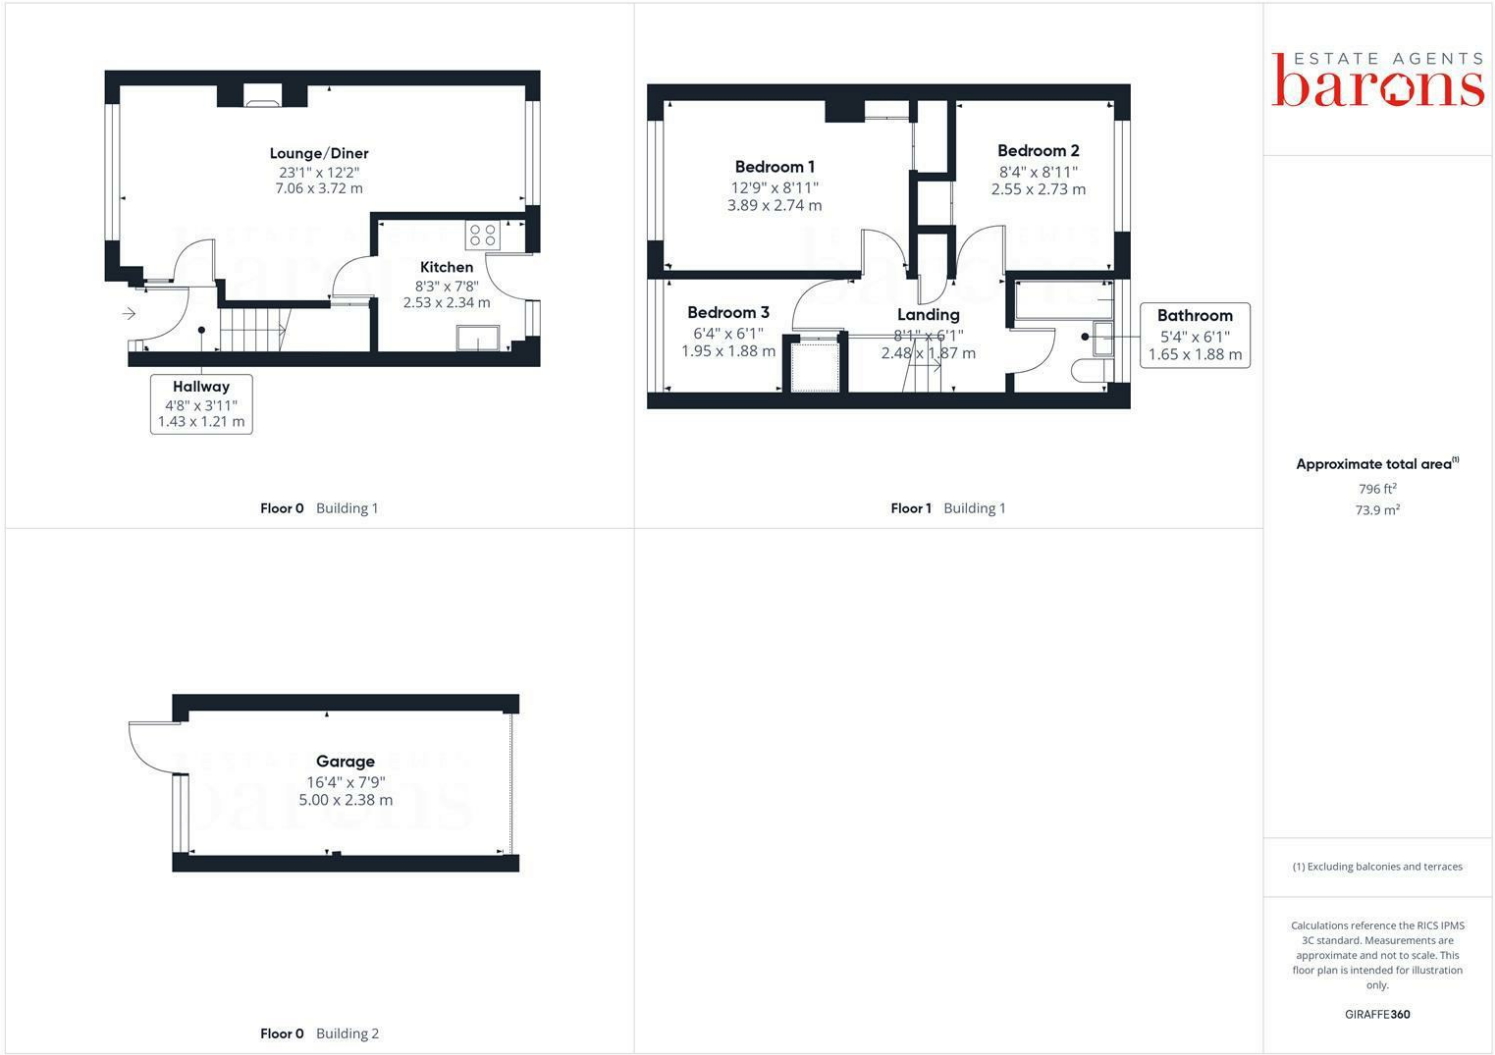 Lounge/Diner
23'1" x 12'2"
7.06 x 3.72 m
Kitchen
8'3" x 7'8"
2.53 x 2.34 m
Hallway
4'8" x 3'11"
1.43 x 1.21 m
Floor 0 Building 1
Bedroom 1
12'9" x 8'11"
3.89 x 2.74 m
Bedroom 2
8'4" x 8'11"
2.55 x 2.73 m
Bedroom 3
6'4" x 6'1"
1.95 x 1.88 m
Landing
8'1" x 6'1"
2.48 x 1.87 m
Bathroom
5'4" x 6'1"
1.65 x 1.88 m
Floor 1 Building 1
Garage
16'4" x 7'9"
5.00 x 2.38 m
Floor 0 Building 2
ESTATE AGENTS
barons
Approximate total area(1)
796 ft²
73.9 m²
(1) Excluding balconies and terraces
Calculations reference the RICS IPMS
3C standard. Measurements are
approximate and not to scale. This
floor plan is intended for illustration
only.
GIRAFFE360